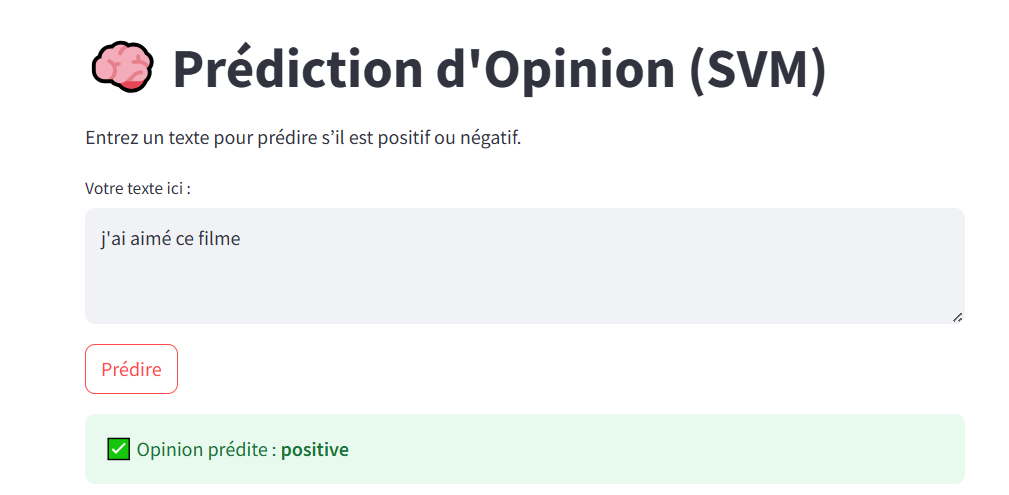 🧠 Prédiction d'Opinion (SVM)
Entrez un texte pour prédire s’il est positif ou négatif.
Votre texte ici :
j'ai aimé ce filme
Prédire
✅ Opinion prédite : positive